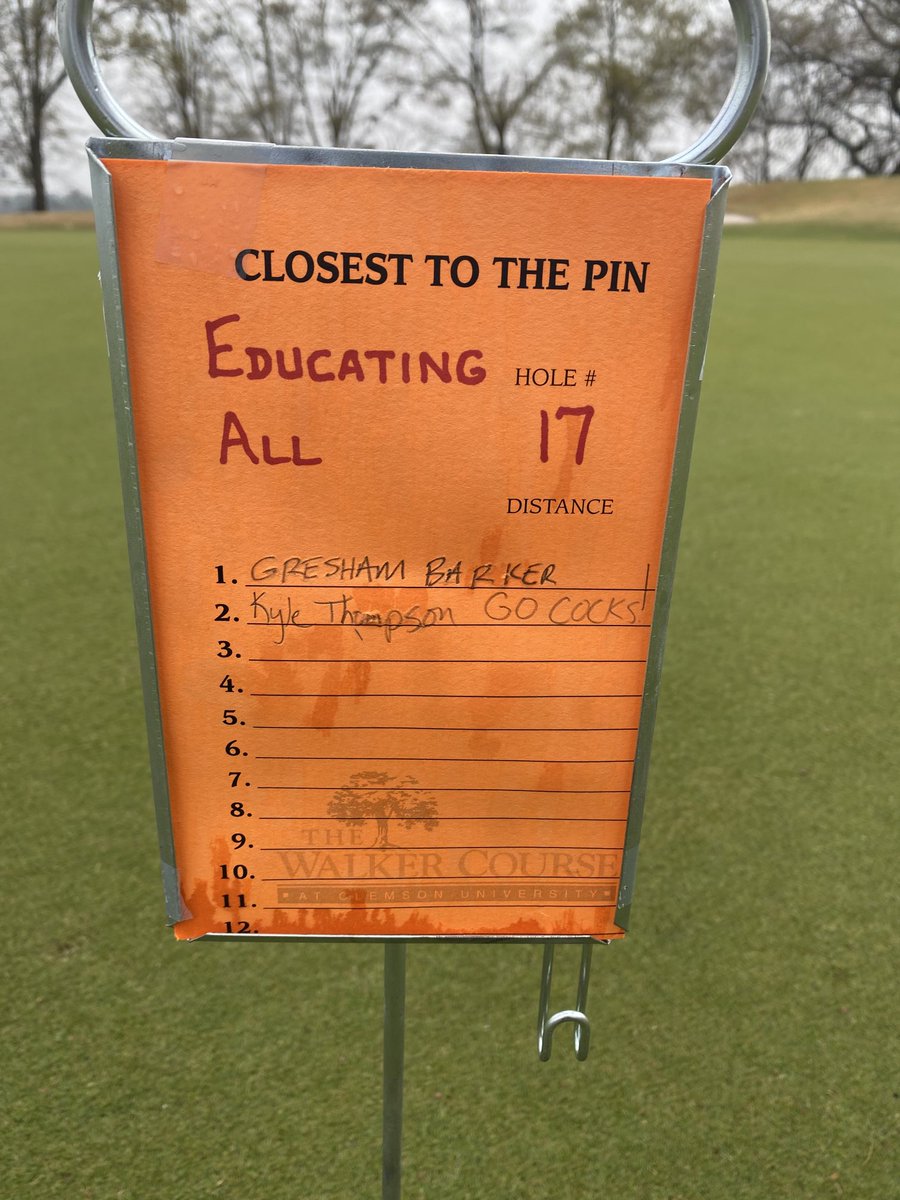 CLOSEST TO THE PIN
EDUCATING
HOLE #
ALL
17
DISTANCE
1. GRESHAM BARKER
2. Kyle Thompson GO COCKS!
3.
4.
5.
6.
7.
8.
9.
10.
11.
12.
THE
WALKER COURSE
AT CLEMSON UNIVERSITY